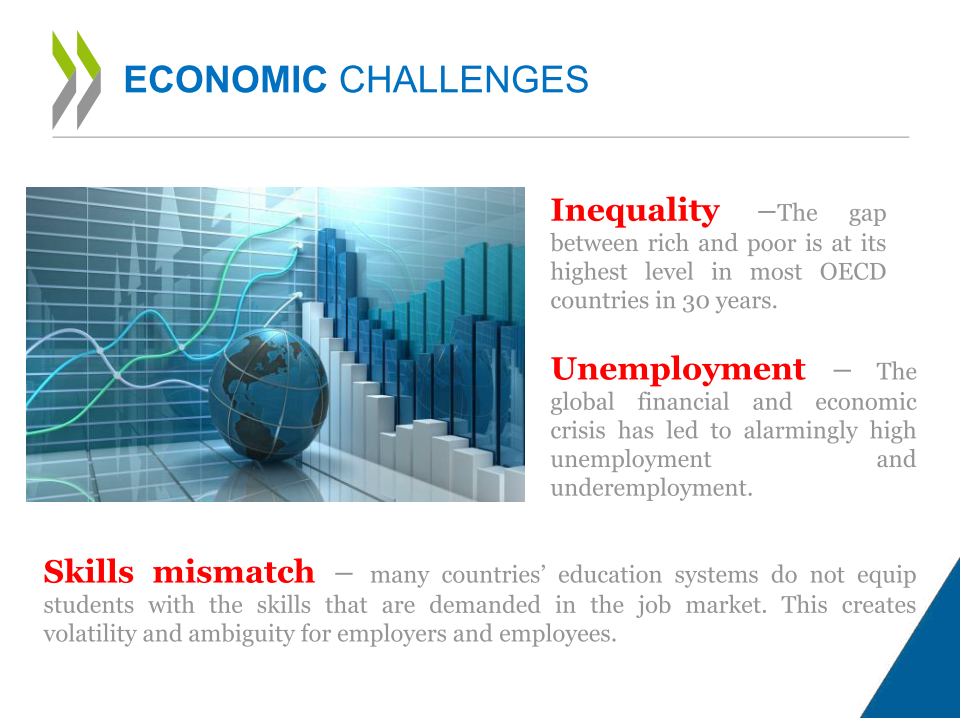 ECONOMIC CHALLENGES
Inequality –The gap
between rich and poor is at its
highest level in most OECD
countries in 30 years.
Unemployment – The
global financial and economic
crisis has led to alarmingly high
unemployment and
underemployment.
Skills mismatch – many countries’ education systems do not equip
students with the skills that are demanded in the job market. This creates
volatility and ambiguity for employers and employees.